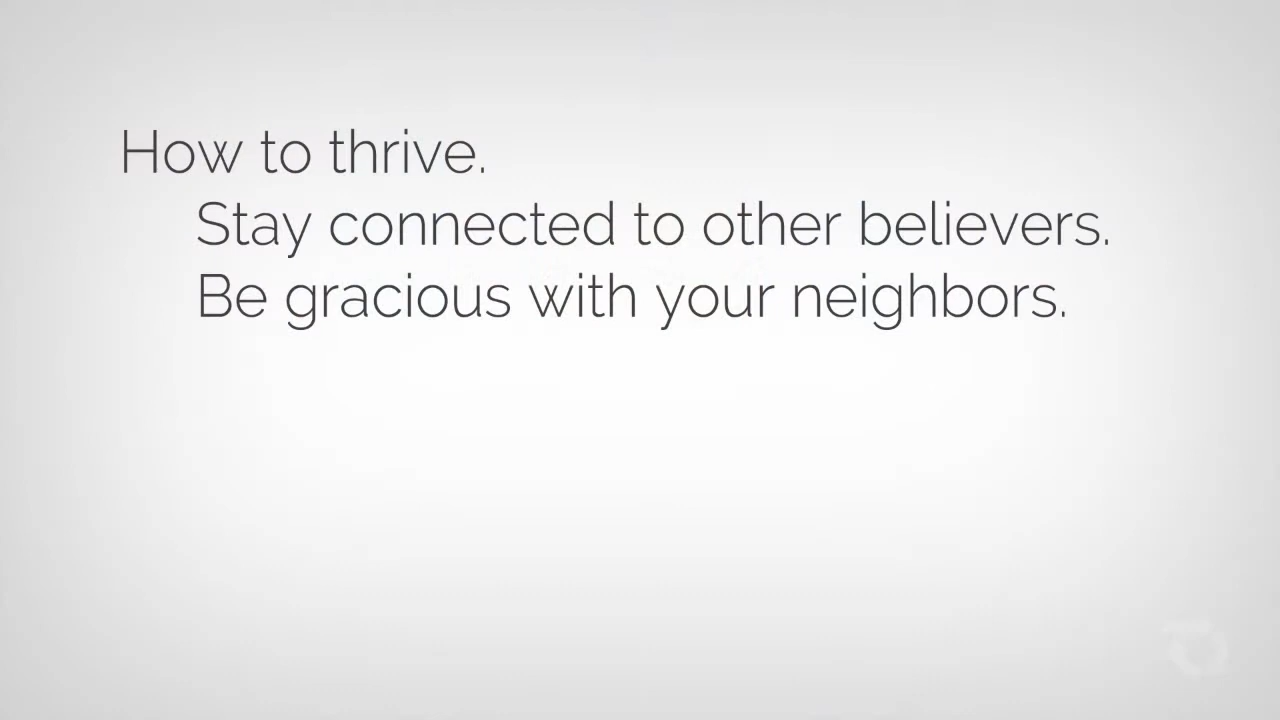 How to thrive.
Stay connected to other believers.
Be gracious with your neighbors.